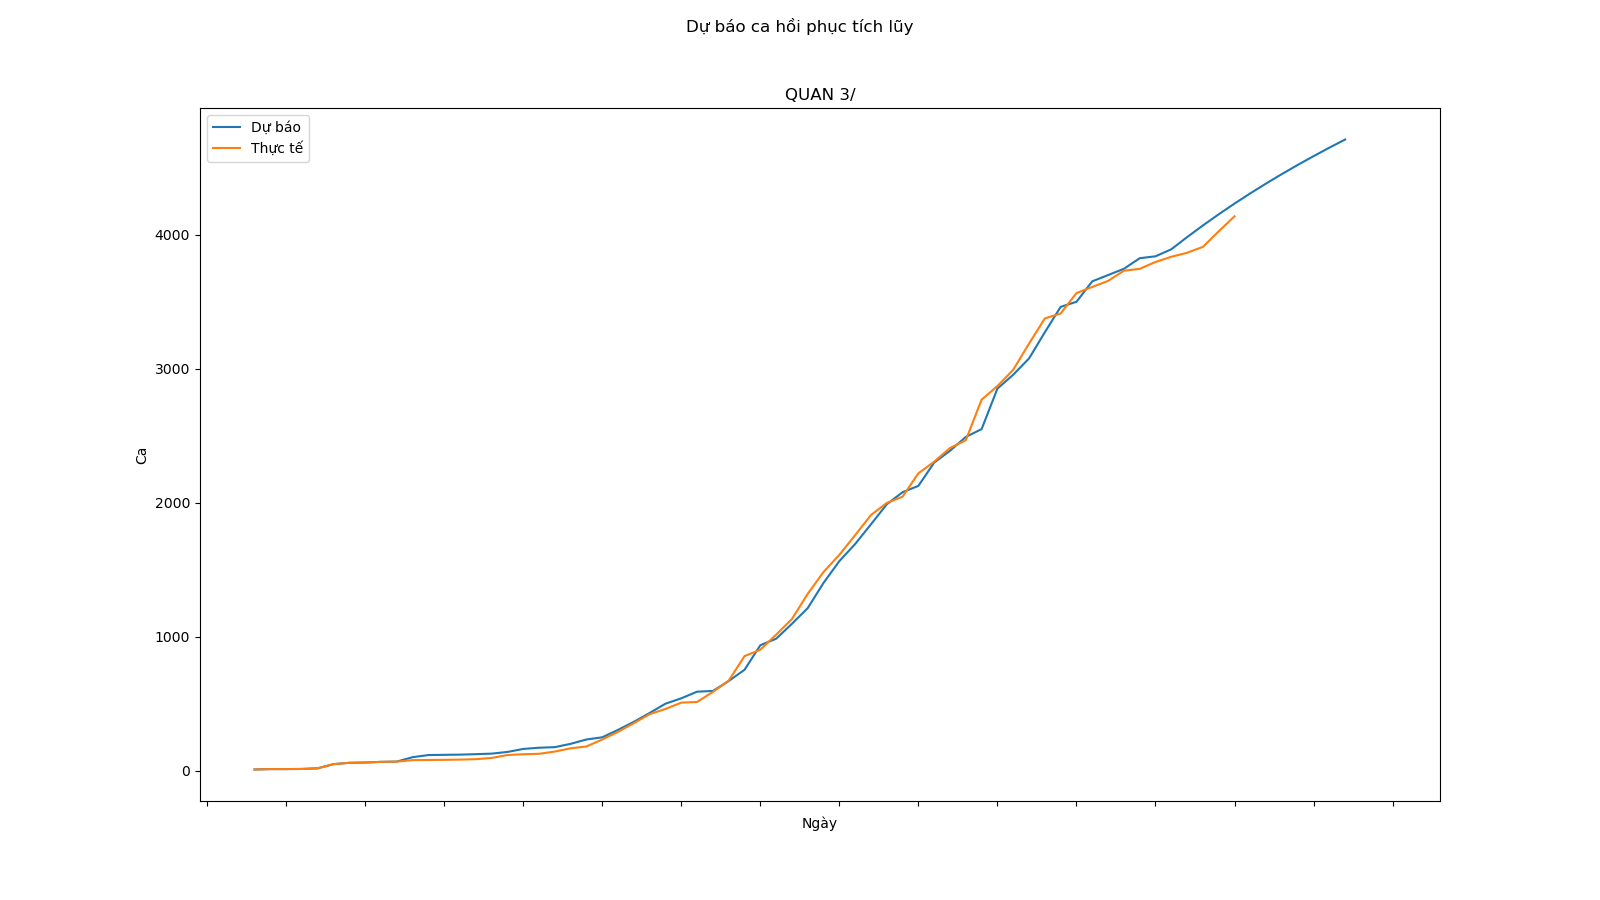 Dự báo ca hồi phục tích lũy
QUAN 3/
Dự báo
Thực tế
4000
3000
2000
1000
0
Ca
Ngày